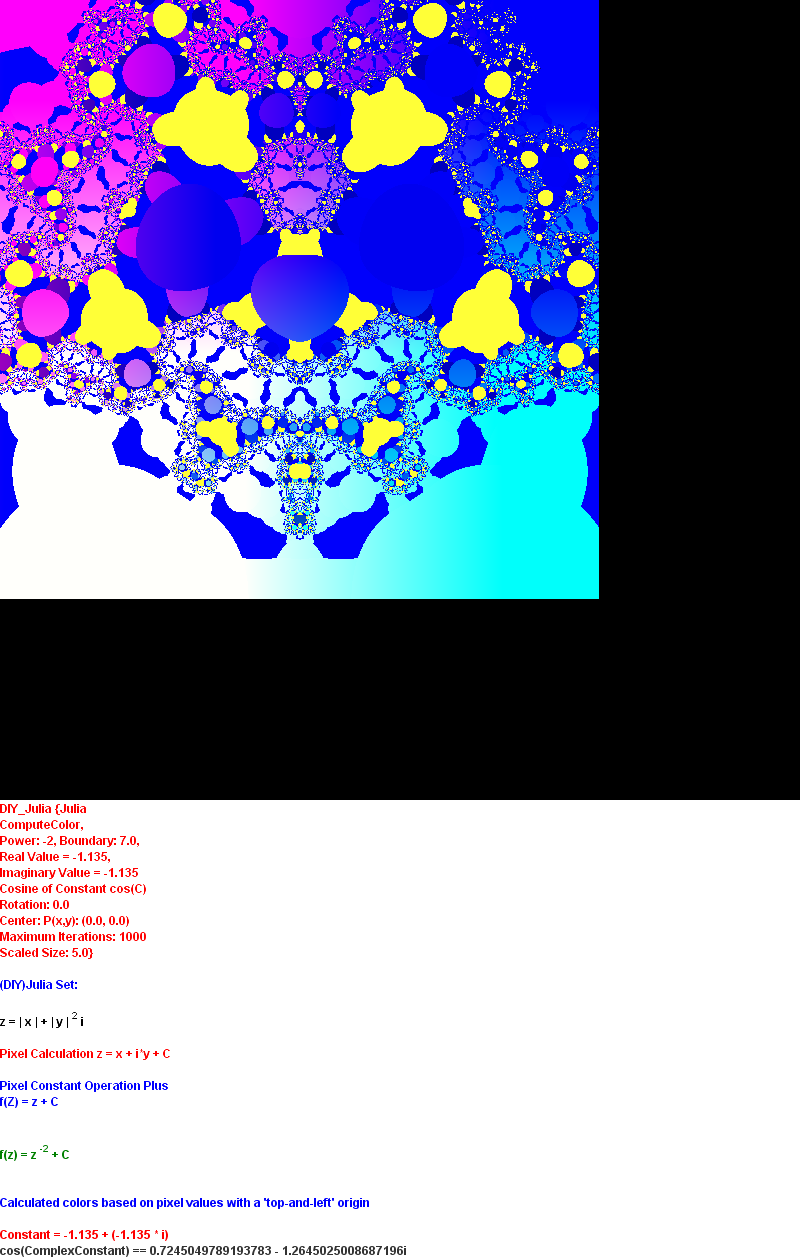 DIY_Julia {Julia
ComputeColor,
Power: -2, Boundary: 7.0,
Real Value = -1.135,
Imaginary Value = -1.135
Cosine of Constant cos(C)
Rotation: 0.0
Center: P(x,y): (0.0, 0.0)
Maximum Iterations: 1000
Scaled Size: 5.0}
(DIY)Julia Set:
z = | x | + | y | ² i
Pixel Calculation z = x + i*y + C
Pixel Constant Operation Plus
f(Z) = z + C
f(z) = z ⁻² + C
Calculated colors based on pixel values with a 'top-and-left' origin
Constant = -1.135 + (-1.135 * i)
cos(ComplexConstant) == 0.7245049789193783 - 1.2645025008687196i